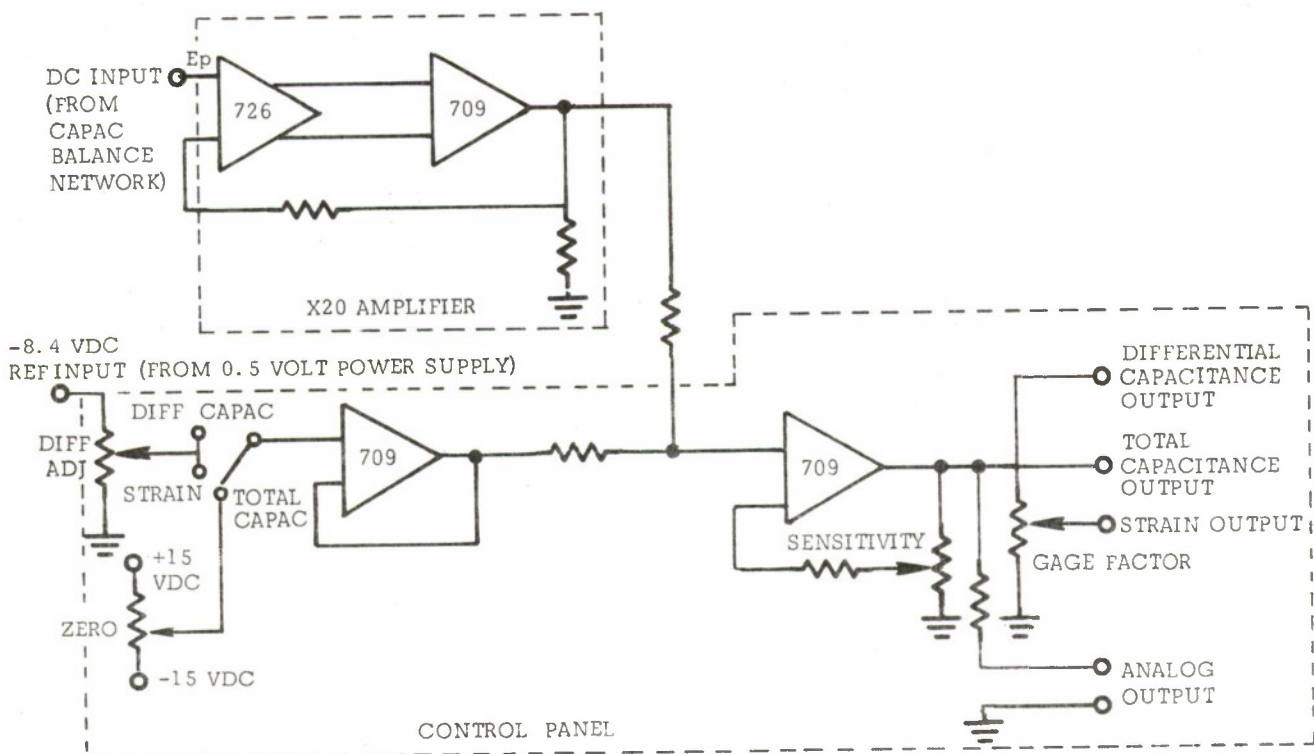 Ep
DC INPUT
(FROM
CAPAC
BALANCE
NETWORK)
726
709
X20 AMPLIFIER
-8.4 VDC
REF INPUT (FROM 0.5 VOLT POWER SUPPLY)
DIFF CAPAC
DIFF
ADJ
STRAIN
TOTAL
CAPAC
709
+15
VDC
ZERO
-15 VDC
709
SENSITIVITY
DIFFERENTIAL
CAPACITANCE
OUTPUT
TOTAL
CAPACITANCE
OUTPUT
STRAIN OUTPUT
GAGE FACTOR
ANALOG
OUTPUT
CONTROL PANEL